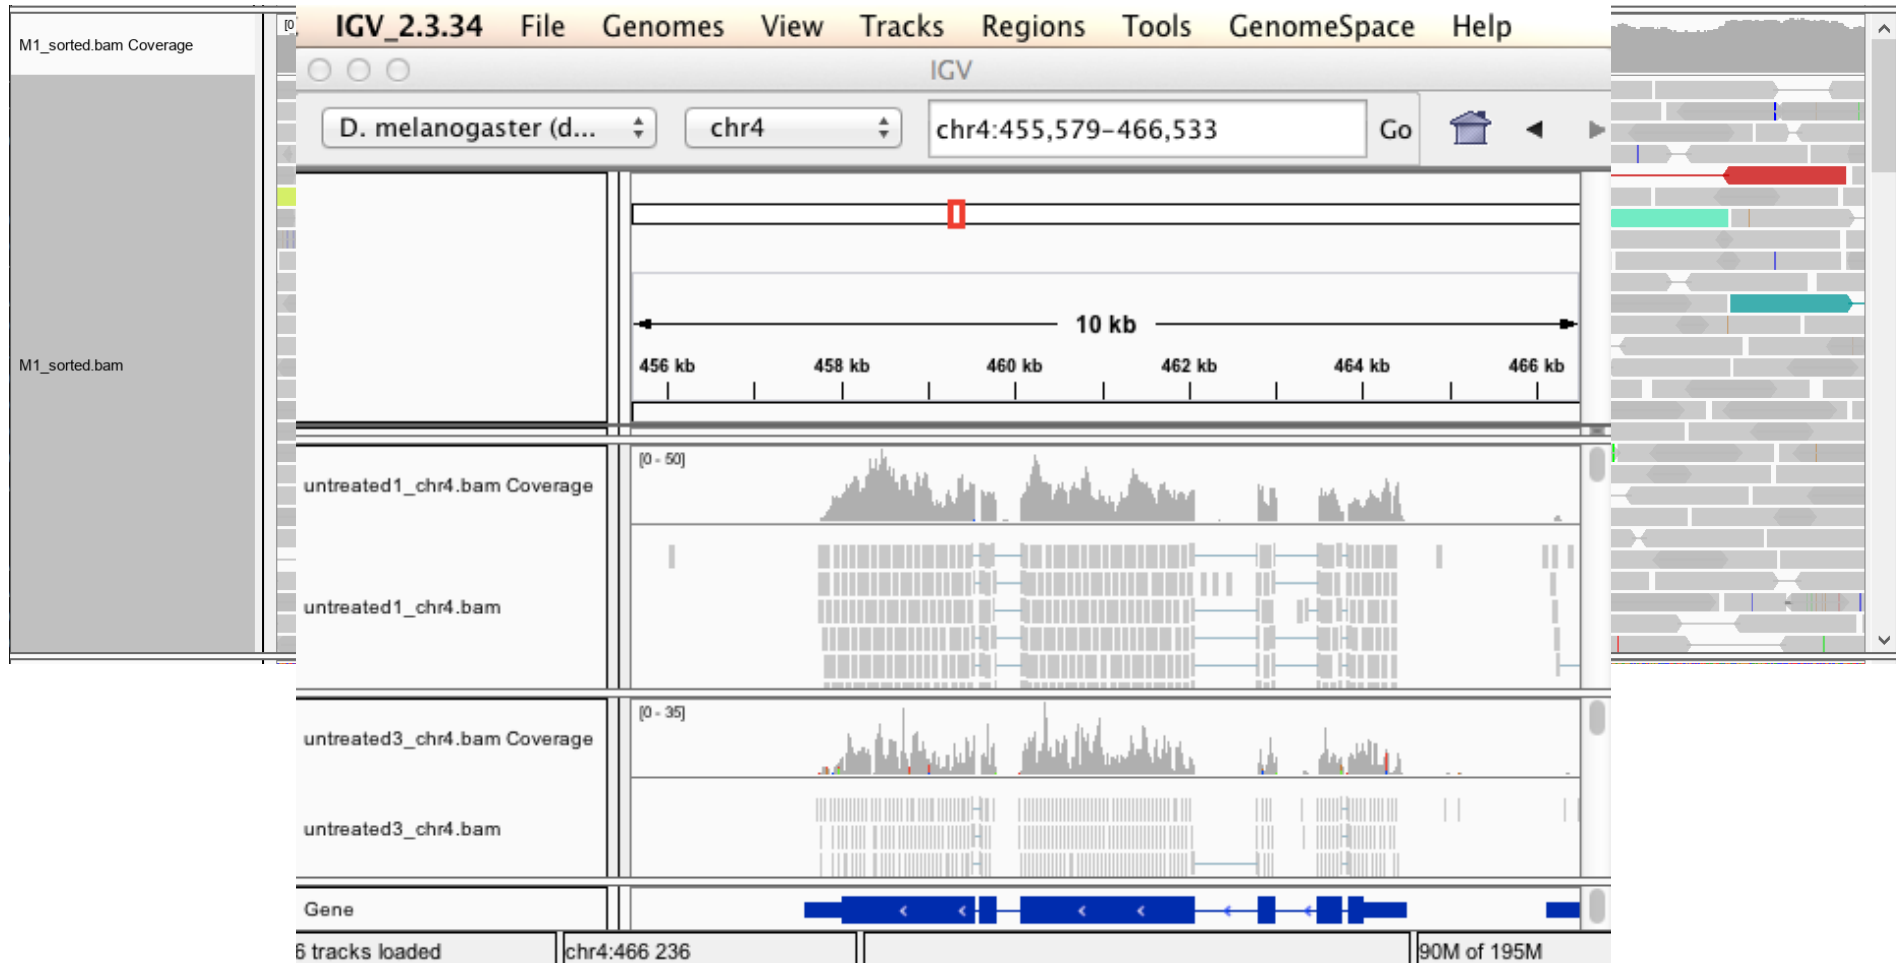 IGV_2.3.34 File Genomes View Tracks Regions Tools GenomeSpace Help
M1_sorted.bam Coverage
[0
IGV
D. melanogaster (d... chr4 chr4:455,579-466,533 Go
10 kb
456 kb 458 kb 460 kb 462 kb 464 kb 466 kb
M1_sorted.bam
[0 - 50]
untreated1_chr4.bam Coverage
untreated1_chr4.bam
[0 - 35]
untreated3_chr4.bam Coverage
untreated3_chr4.bam
Gene
6 tracks loaded chr4:466 236 90M of 195M